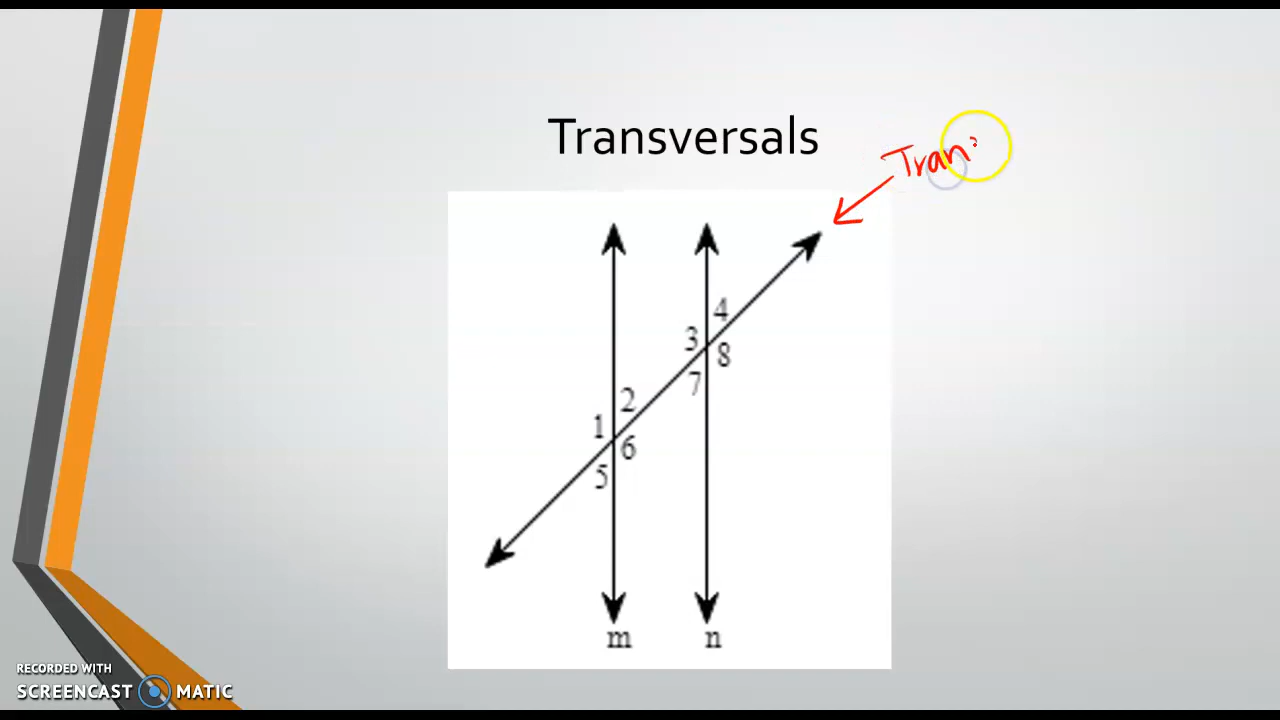 Transversals
Tran
4
3
8
7
2
1
6
5
m
n
RECORDED WITH
SCREENCAST MATIC